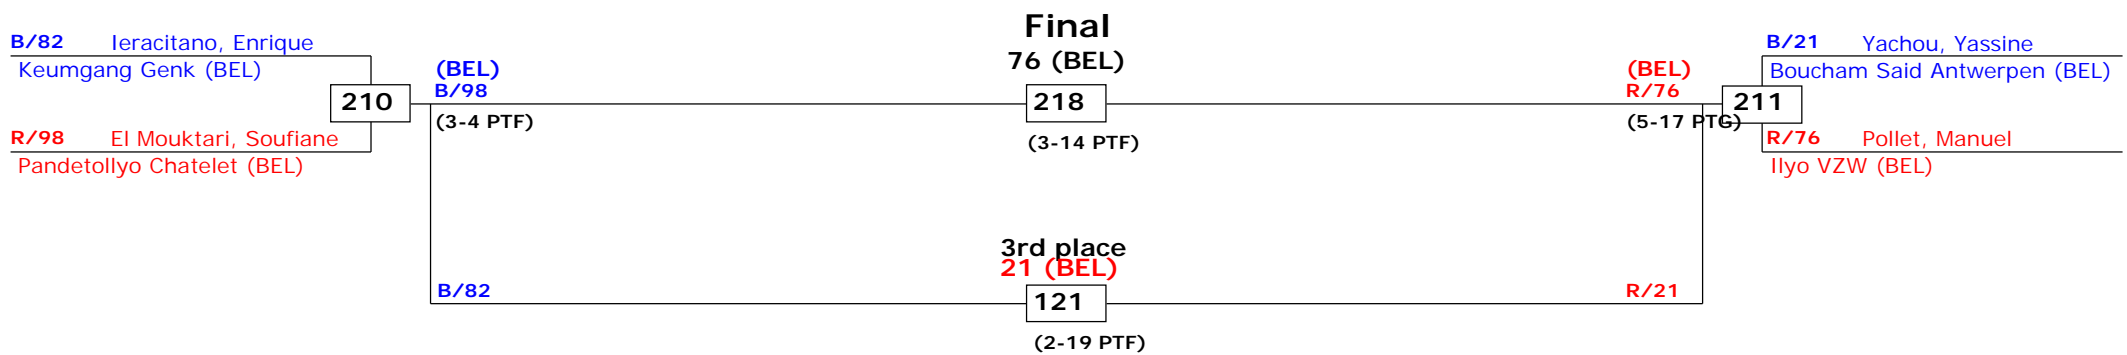 Final
76 (BEL)
B/82 Ieracitano, Enrique
Keumgang Genk (BEL)
210
R/98 El Mouktari, Soufiane
Pandetollyo Chatelet (BEL)
(BEL)
B/98
(3-4 PTF)
218
(3-14 PTF)
(BEL)
R/76
(5-17 PTG)
B/21 Yachou, Yassine
Boucham Said Antwerpen (BEL)
211
R/76 Pollet, Manuel
Ilyo VZW (BEL)
3rd place
21 (BEL)
B/82
121
R/21
(2-19 PTF)